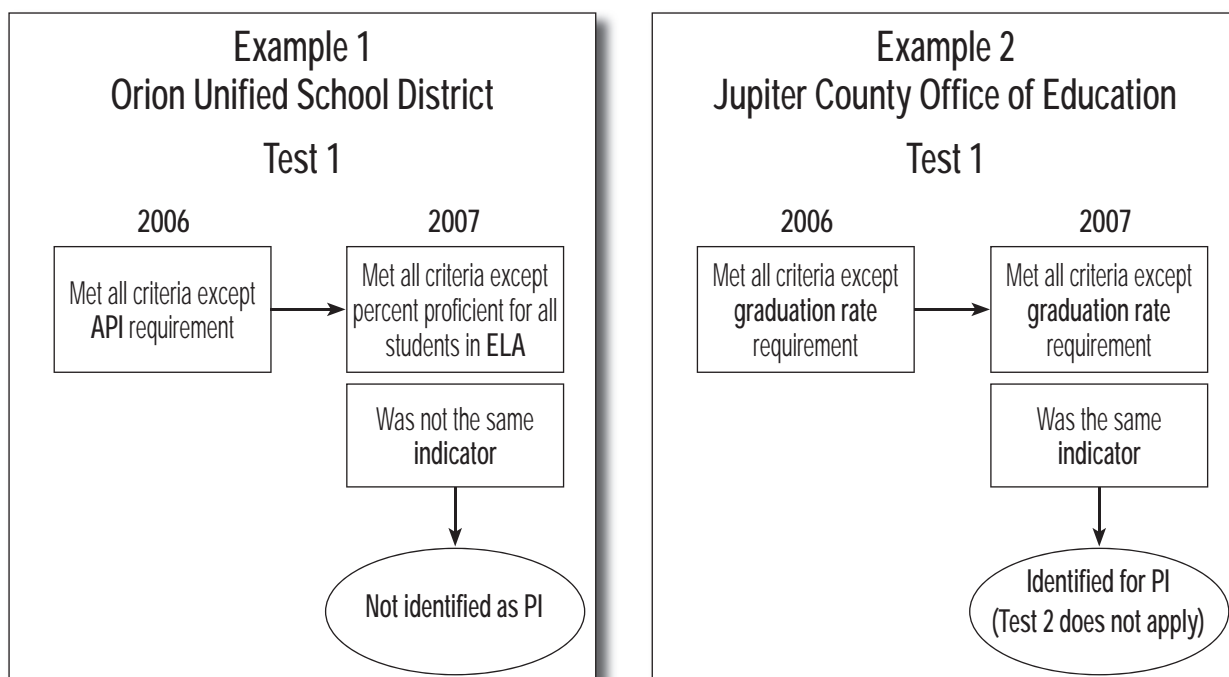 Example 1
Orion Unified School District
Test 1
2006
2007
Met all criteria except
API requirement
Met all criteria except
percent proficient for all
students in ELA
Was not the same
indicator
Not identified as PI
Example 2
Jupiter County Office of Education
Test 1
2006
2007
Met all criteria except
graduation rate
requirement
Met all criteria except
graduation rate
requirement
Was the same
indicator
Identified for PI
(Test 2 does not apply)